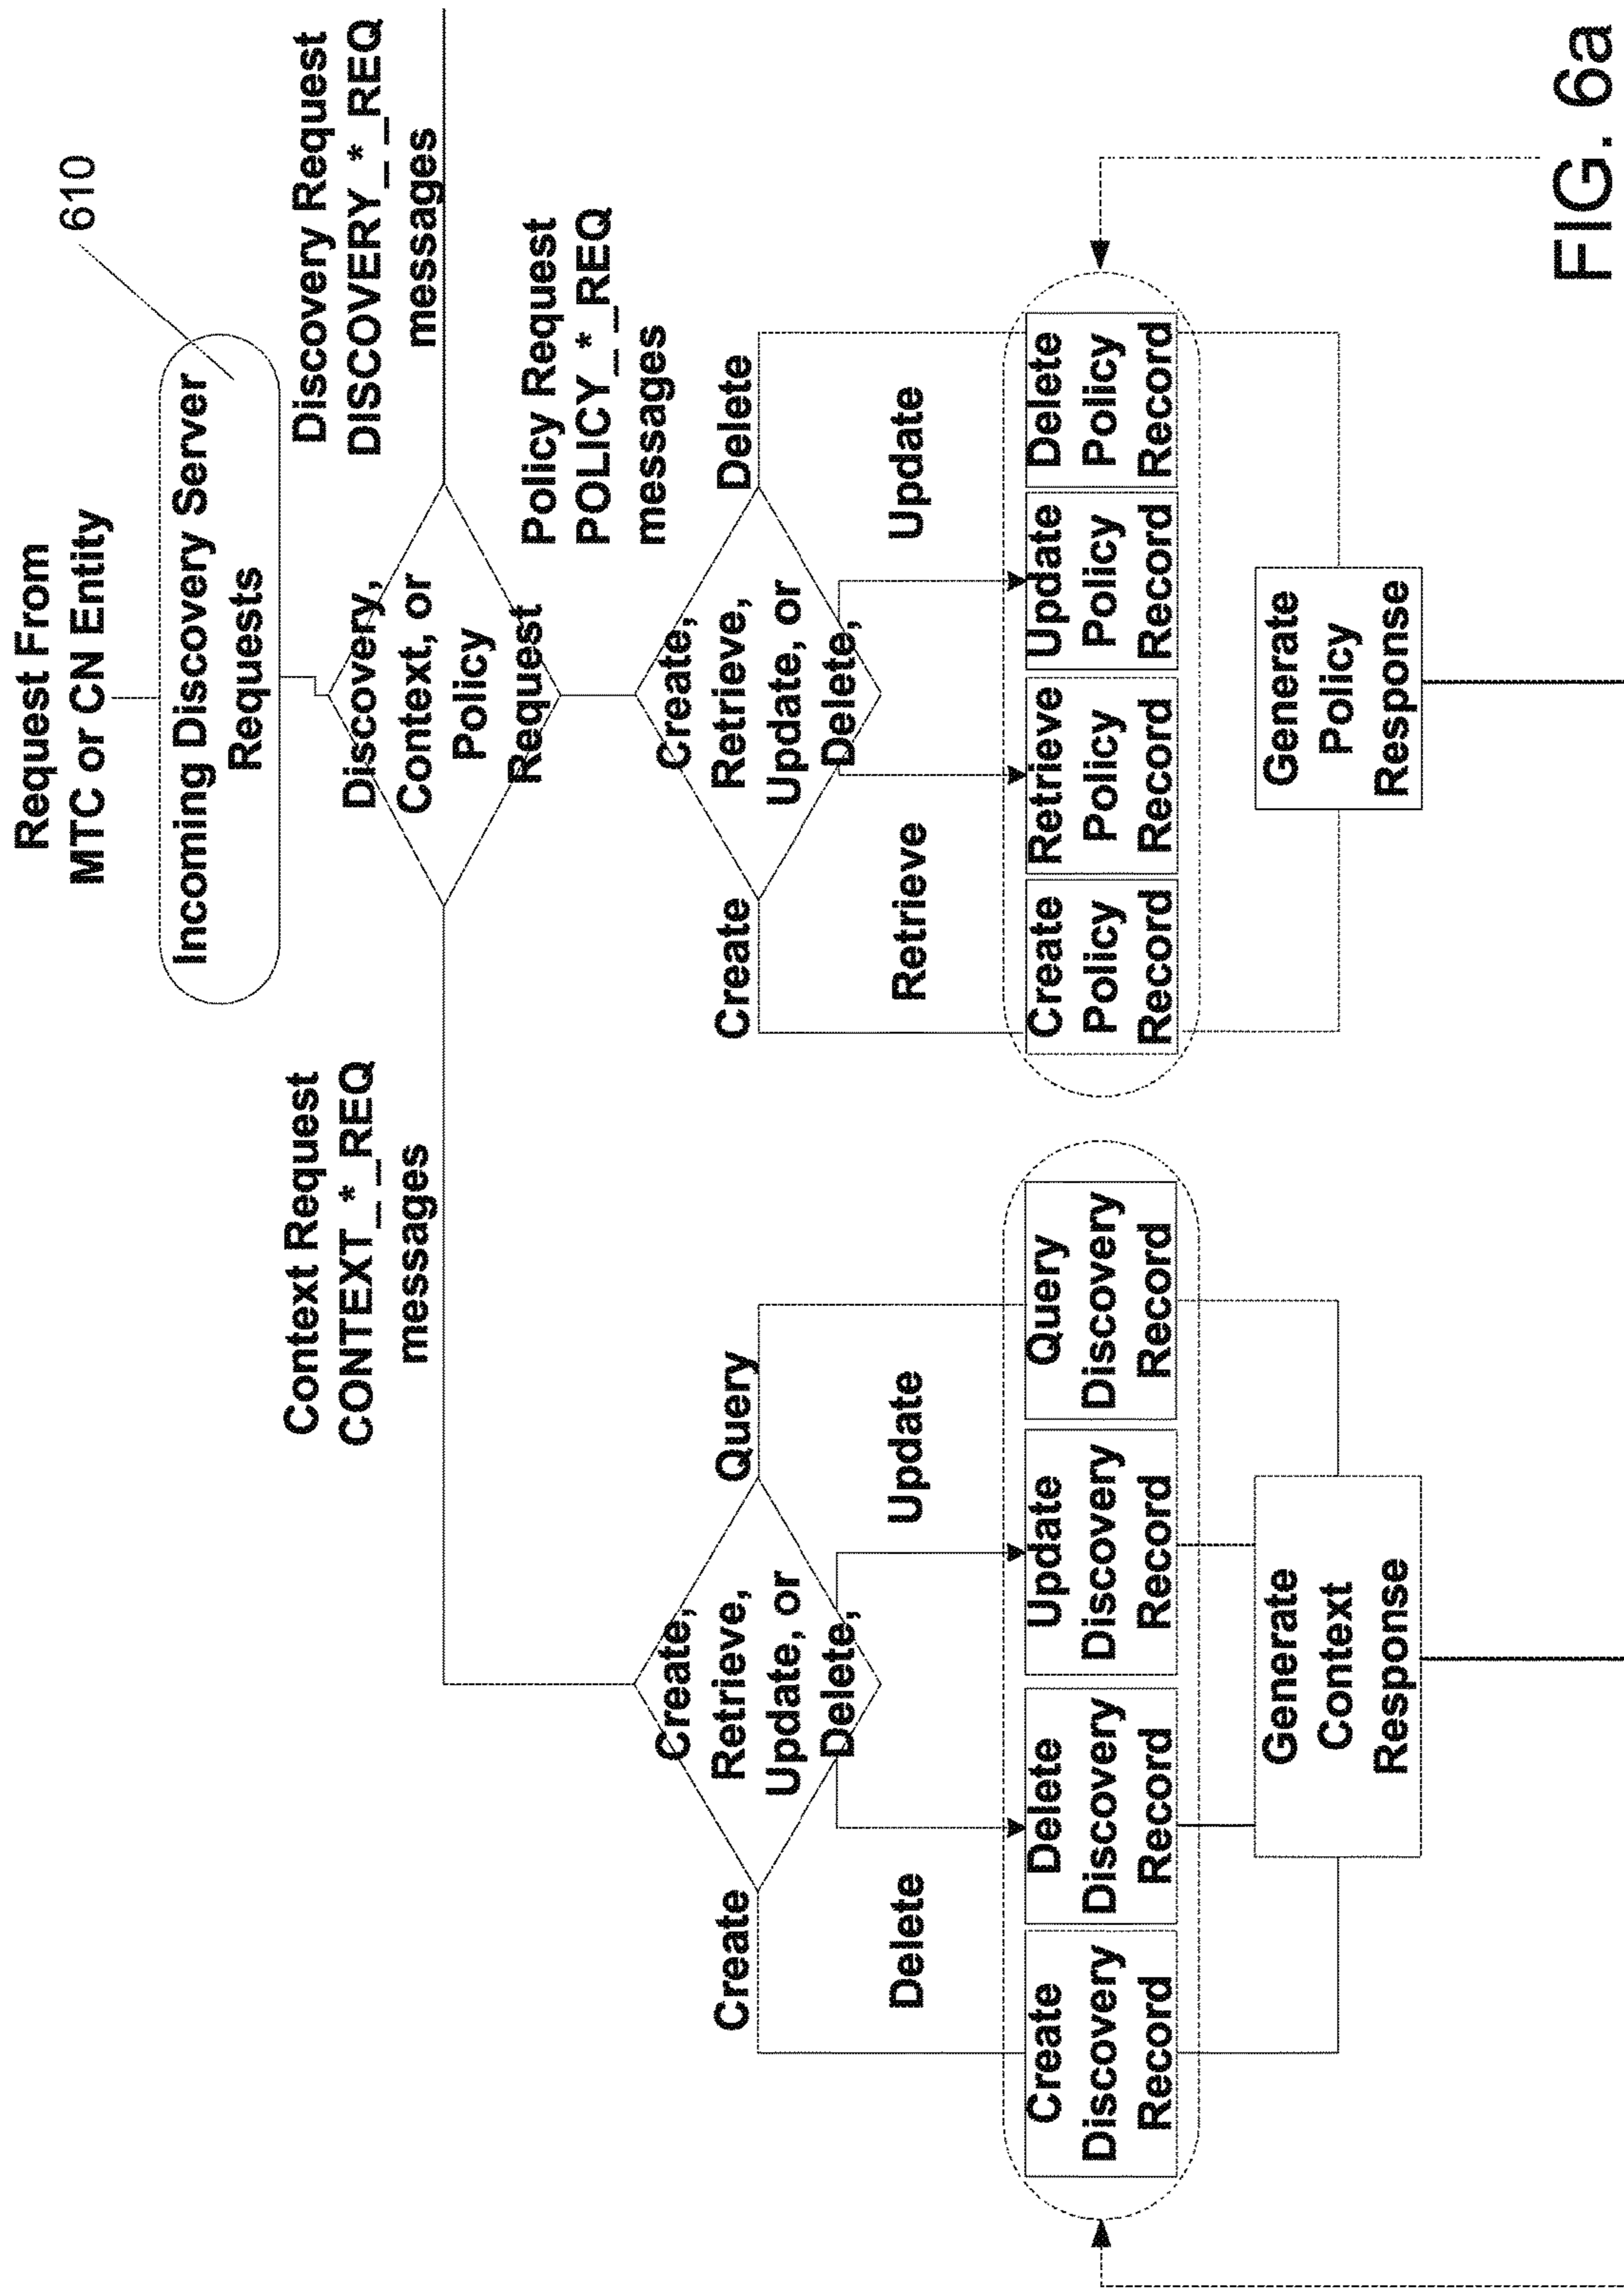 Request From
MTC or CN Entity
610
Incoming Discovery Server
Requests
Discovery,
Context, or
Policy
Request
Discovery Request
DISCOVERY_*_REQ
messages
Context Request
CONTEXT_*_REQ
messages
Policy Request
POLICY_*_REQ
messages
Create,
Retrieve,
Update, or
Delete,
Create
Query
Delete
Update
Create
Discovery
Record
Delete
Discovery
Record
Update
Discovery
Record
Query
Discovery
Record
Generate
Context
Response
Create,
Retrieve,
Update, or
Delete,
Create
Delete
Retrieve
Update
Create
Policy
Record
Retrieve
Policy
Record
Update
Policy
Record
Delete
Policy
Record
Generate
Policy
Response
FIG. 6a